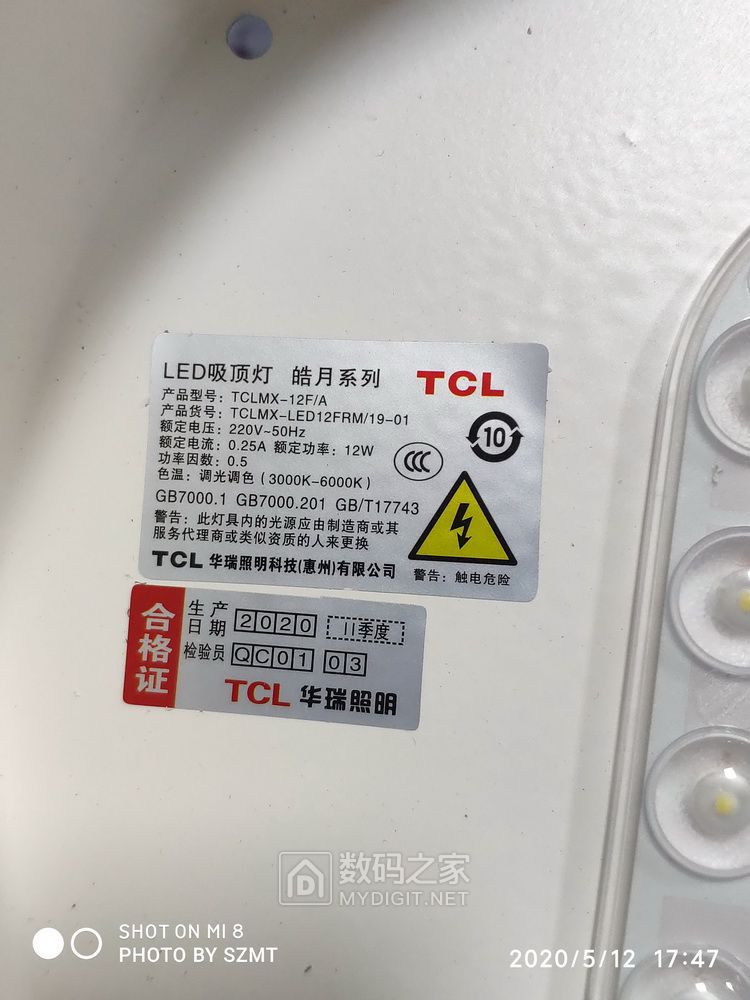 LED吸顶灯 皓月系列 TCL
产品型号：TCLMX-12F/A
产品货号：TCLMX-LED12FRM/19-01
额定电压：220V~50Hz
额定电流：0.25A 额定功率：12W
功率因数：0.5
色温：调光调色（3000K-6000K）
GB7000.1 GB7000.201 GB/T17743
警告：此灯具内的光源应由制造商或其
服务代理商或类似资质的人来更换
TCL 华瑞照明科技(惠州)有限公司
10
CCC
警告：触电危险
合格证
生产日期 2020 II季度
检验员 QC01 03
TCL 华瑞照明
数码之家
MYDIGIT.NET
SHOT ON MI 8
PHOTO BY SZMT
2020/5/12 17:47